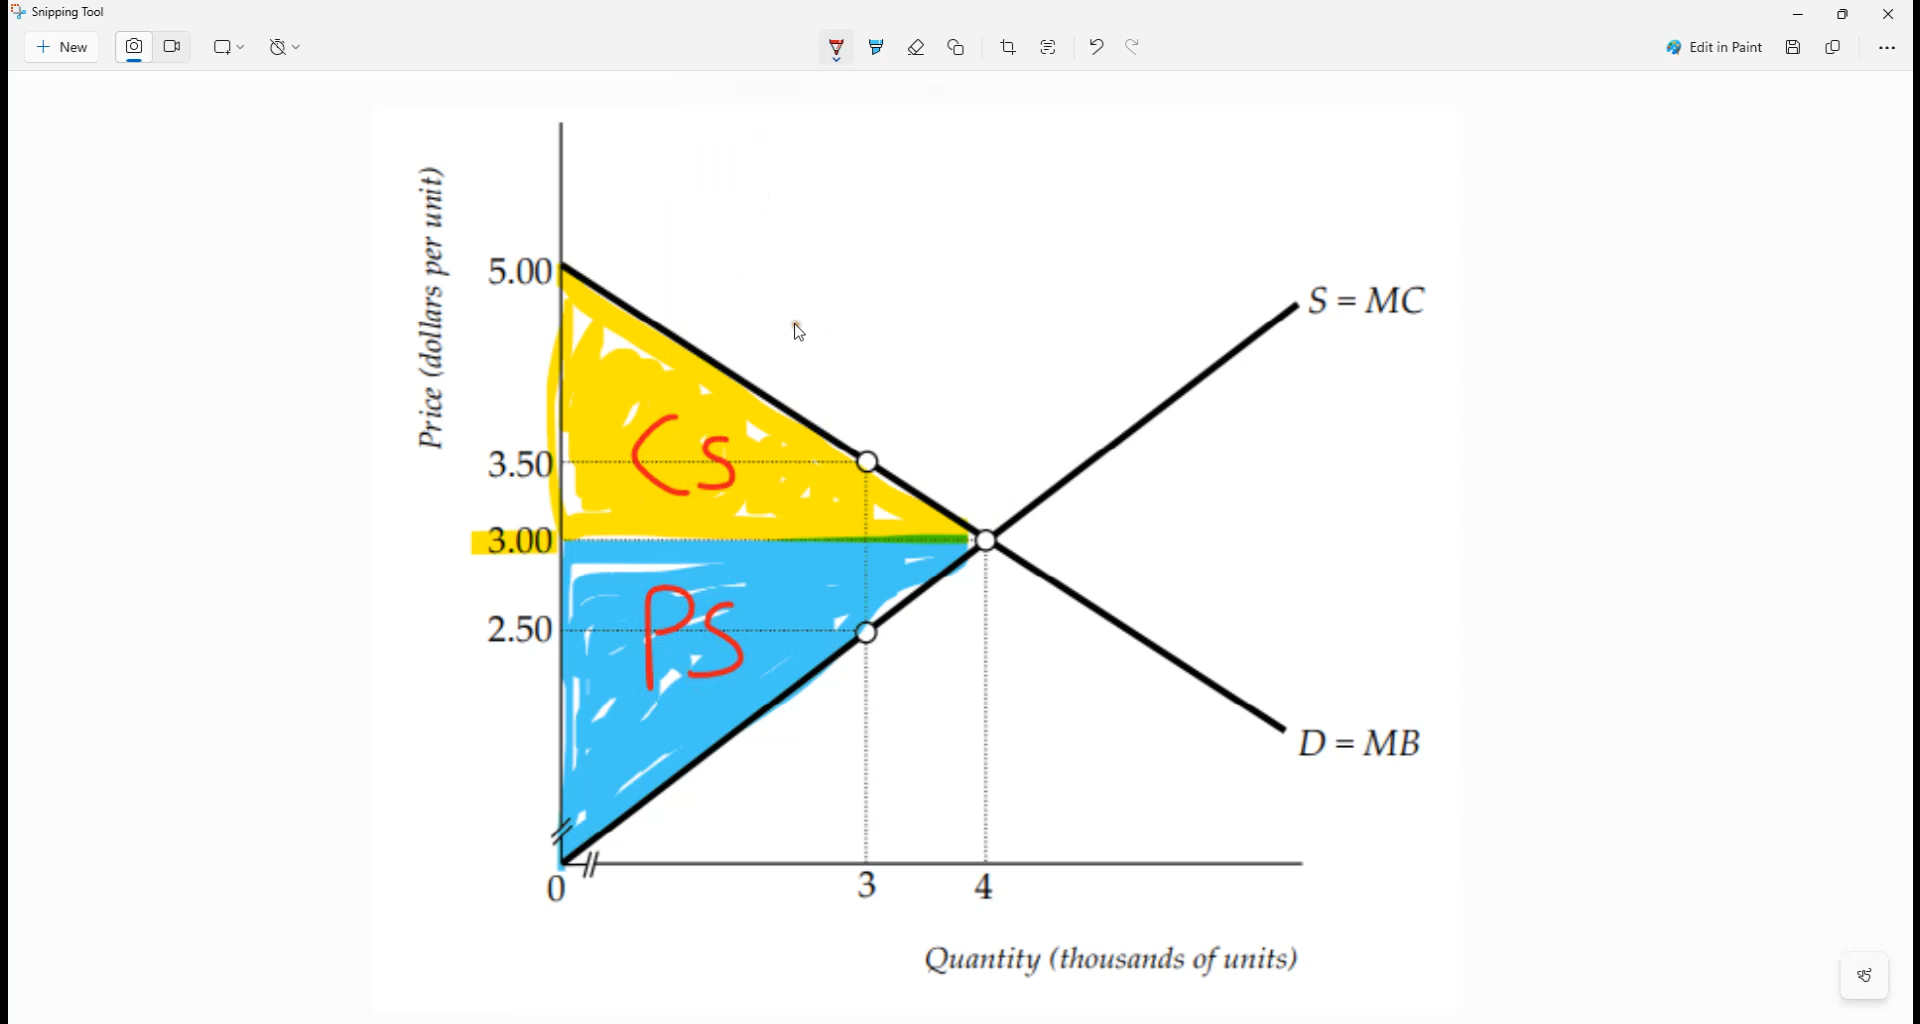 Snipping Tool
New
Edit in Paint
Price (dollars per unit)
5.00
S = MC
CS
3.50
3.00
PS
2.50
D = MB
0
3
4
Quantity (thousands of units)